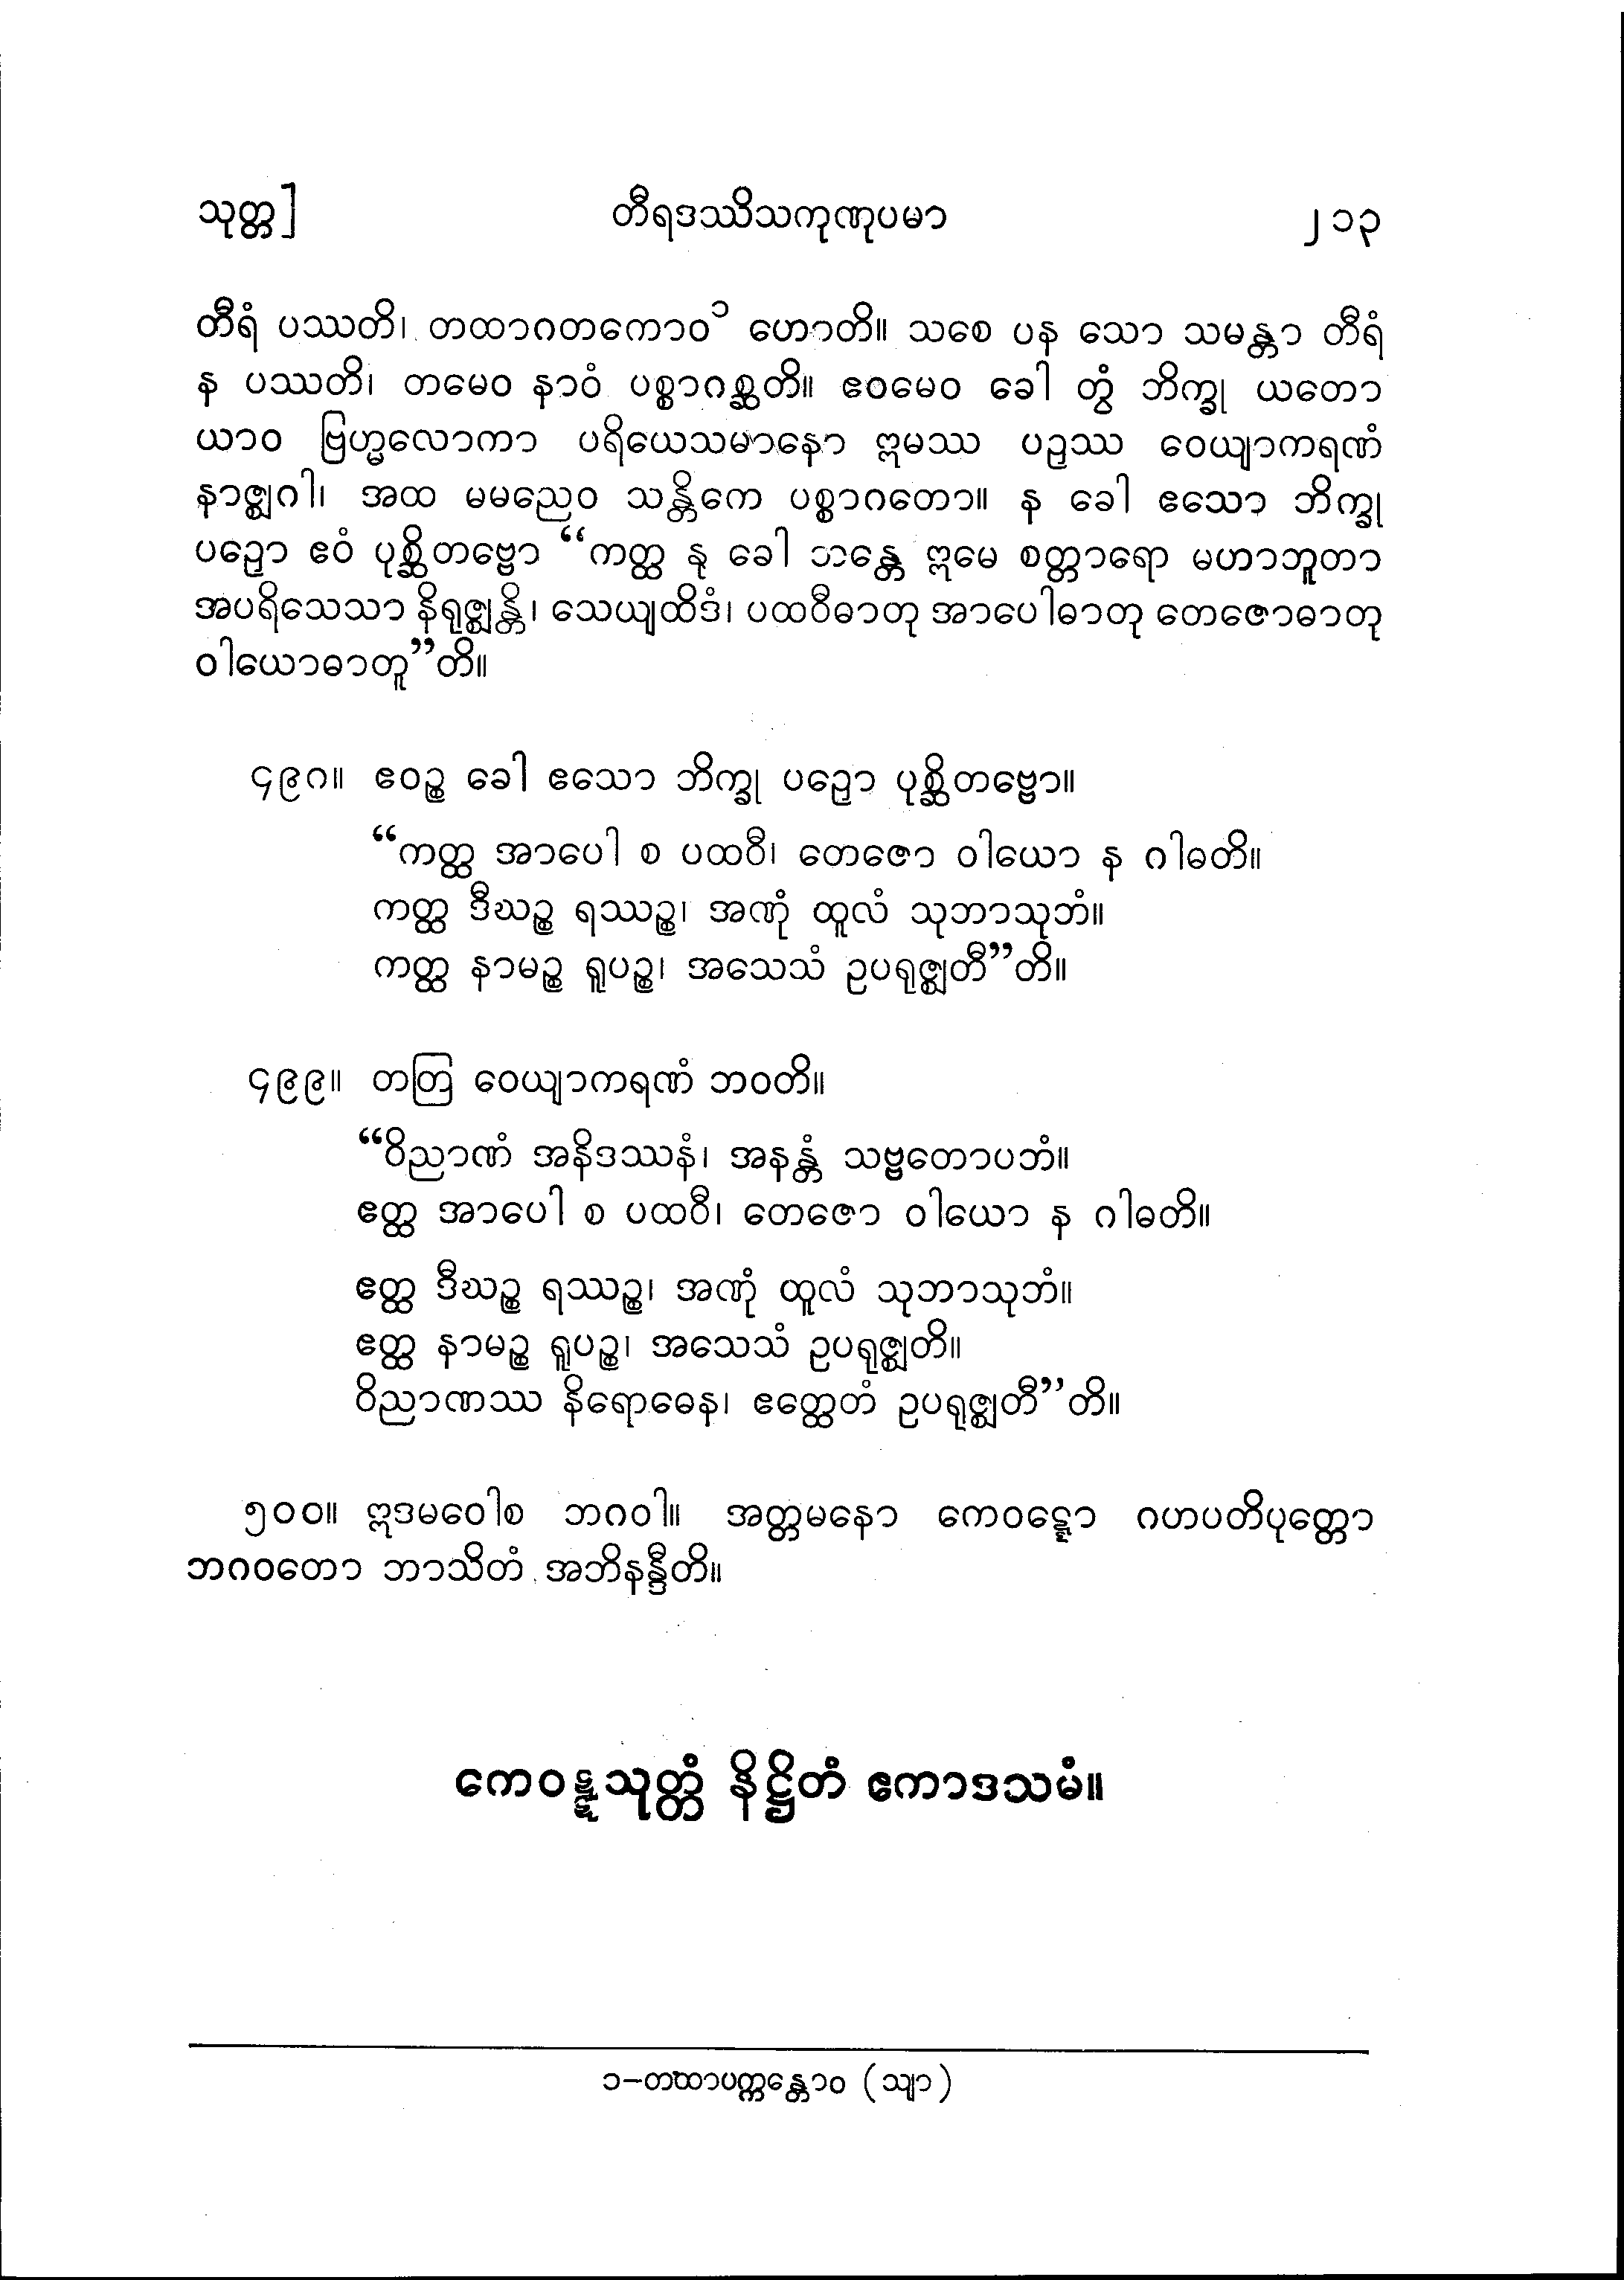 သုတ္တ] တီရဒဿိသကုဏုပမာ ၂၁၃
တီရံ ပဿတိ၊ တထာဂတကောဝ¹ ဟောတိ။ သစေ ပန သော သမန္တာ တီရံ
န ပဿတိ၊ တမေဝ နာဝံ ပစ္စာဂစ္ဆတိ။ ဧဝမေဝ ခေါ တွံ ဘိက္ခု ယတော
ယာဝ ဗြဟ္မလောကာ ပရိယေသမာနော ဣမဿ ပဉှဿ ဝေယျာကရဏံ
နာဇ္ဈဂါ၊ အထ မမညေဝ သန္တိကေ ပစ္စာဂတော။ န ခေါ ဧသော ဘိက္ခု
ပဉှော ဧဝံ ပုစ္ဆိတဗ္ဗော “ကတ္ထ နု ခေါ ဘန္တေ ဣမေ စတ္တာရော မဟာဘူတာ
အပရိသေသာ နိရုဇ္ဈန္တိ၊ သေယျထိဒံ၊ ပထဝီဓာတု အာပေါဓာတု တေဇောဓာတု
ဝါယောဓာတူ”တိ။
၄၉ဂ။ ဧဝဉ္စ ခေါ ဧသော ဘိက္ခု ပဉှော ပုစ္ဆိတဗ္ဗော။
“ကတ္ထ အာပေါ စ ပထဝီ၊ တေဇော ဝါယော န ဂါဓတိ။
ကတ္ထ ဒီဃဉ္စ ရဿဉ္စ၊ အဏုံ ထူလံ သုဘာသုဘံ။
ကတ္ထ နာမဉ္စ ရူပဉ္စ၊ အသေသံ ဥပရုဇ္ဈတီ”တိ။
၄၉၉။ တတြ ဝေယျာကရဏံ ဘဝတိ။
“ဝိညာဏံ အနိဒဿနံ၊ အနန္တံ သဗ္ဗတောပဘံ။
ဧတ္ထ အာပေါ စ ပထဝီ၊ တေဇော ဝါယော န ဂါဓတိ။
ဧတ္ထ ဒီဃဉ္စ ရဿဉ္စ၊ အဏုံ ထူလံ သုဘာသုဘံ။
ဧတ္ထ နာမဉ္စ ရူပဉ္စ၊ အသေသံ ဥပရုဇ္ဈတိ။
ဝိညာဏဿ နိရောဓေန၊ ဧတ္ထေတံ ဥပရုဇ္ဈတီ”တိ။
၅၀၀။ ဣဒမဝေါစ ဘဂဝါ။ အတ္တမနော ကေဝဋ္ဋော ဂဟပတိပုတ္တော
ဘဂဝတော ဘာသိတံ အဘိနန္ဒီတိ။
ကေဝဋ္ဋသုတ္တံ နိဋ္ဌိတံ ဧကာဒသမံ။
၁-တထာပက္ကန္တောဝ (သျာ)